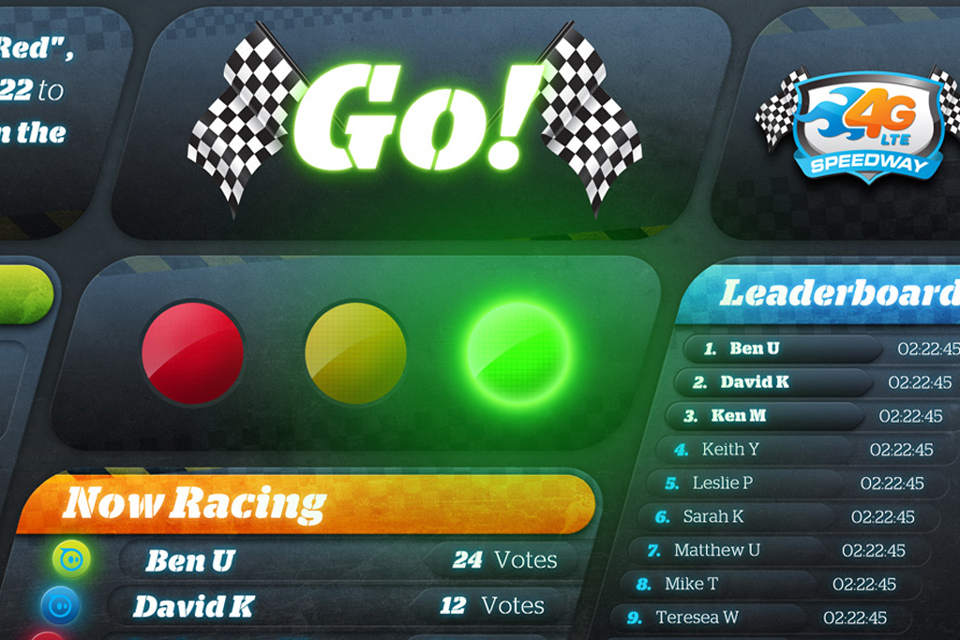 Red",
22 to
n the
Go!
4G
LTE
SPEEDWAY
Leaderboard
1. Ben U 02:22:45
2. David K 02:22:45
3. Ken M 02:22:45
4. Keith Y 02:22:45
5. Leslie P 02:22:45
6. Sarah K 02:22:45
7. Matthew U 02:22:45
8. Mike T 02:22:45
9. Teresea W 02:22:45
Now Racing
Ben U 24 Votes
David K 12 Votes